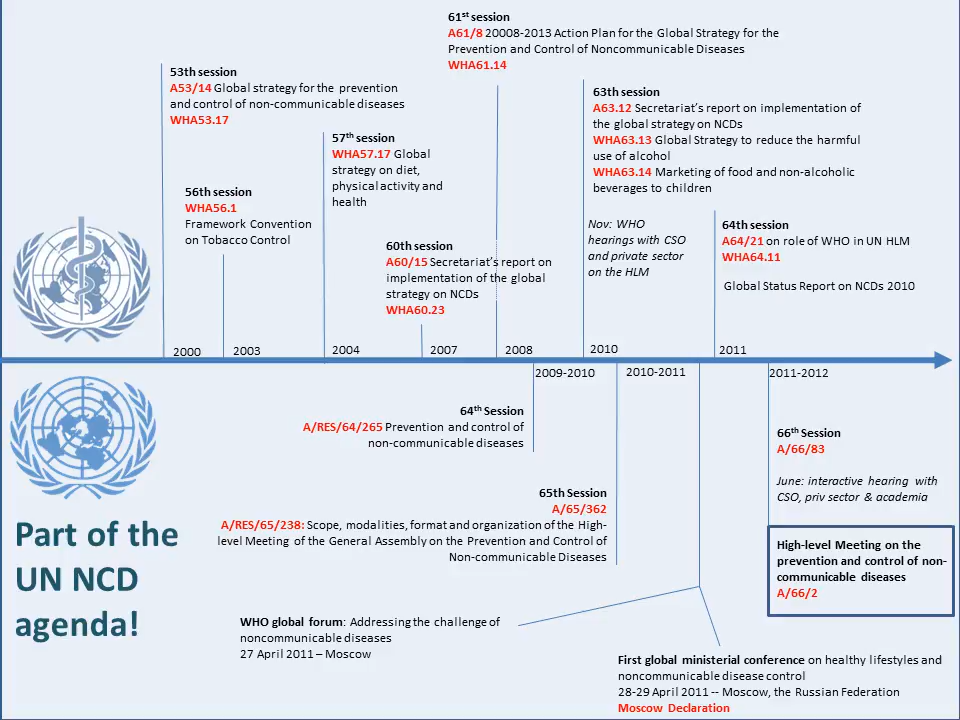 61st session
A61/8 20008-2013 Action Plan for the Global Strategy for the
Prevention and Control of Noncommunicable Diseases
WHA61.14
53th session
A53/14 Global strategy for the prevention
and control of non-communicable diseases
WHA53.17
57th session
WHA57.17 Global
strategy on diet,
physical activity and
health
63th session
A63.12 Secretariat's report on implementation of
the global strategy on NCDs
WHA63.13 Global Strategy to reduce the harmful
use of alcohol
WHA63.14 Marketing of food and non-alcoholic
beverages to children
56th session
WHA56.1
Framework Convention
on Tobacco Control
60th session
A60/15 Secretariat's report on
implementation of the global
strategy on NCDs
WHA60.23
Nov: WHO
hearings with CSO
and private sector
on the HLM
64th session
A64/21 on role of WHO in UN HLM
WHA64.11
Global Status Report on NCDs 2010
2000 2003 2004 2007 2008 2010 2011
2009-2010 2010-2011 2011-2012
64th Session
A/RES/64/265 Prevention and control of
non-communicable diseases
66th Session
A/66/83
June: interactive hearing with
CSO, priv sector & academia
65th Session
A/65/362
A/RES/65/238: Scope, modalities, format and organization of the High-
level Meeting of the General Assembly on the Prevention and Control of
Non-communicable Diseases
Part of the
UN NCD
agenda!
High-level Meeting on the
prevention and control of non-
communicable diseases
A/66/2
WHO global forum: Addressing the challenge of
noncommunicable diseases
27 April 2011 – Moscow
First global ministerial conference on healthy lifestyles and
noncommunicable disease control
28-29 April 2011 -- Moscow, the Russian Federation
Moscow Declaration